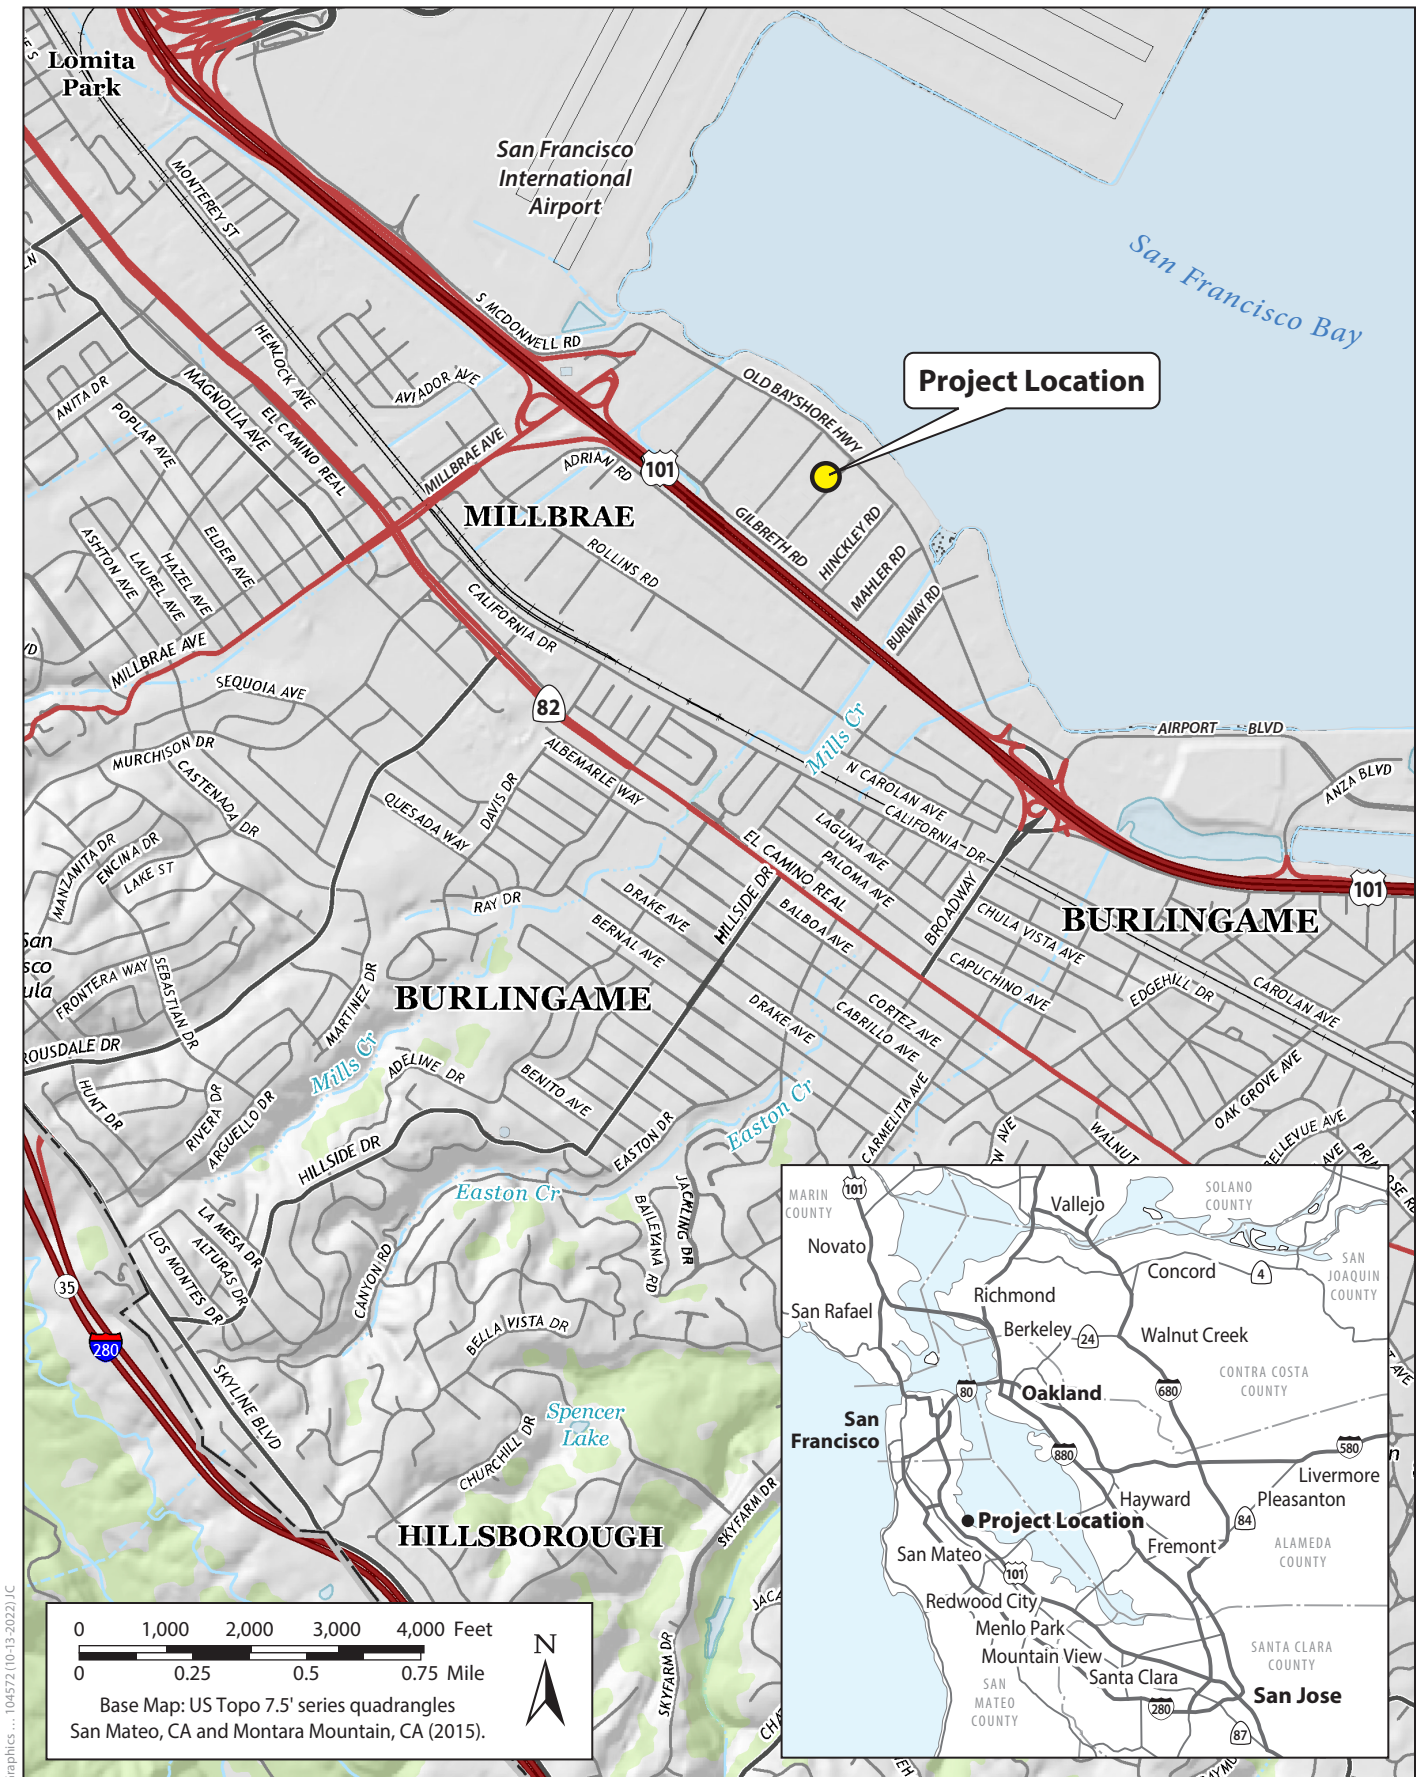 Lomita
Park
San Francisco
International
Airport
MONTEREY ST
San Francisco Bay
S MCDONNELL RD
HEMLOCK AVE
AVIADOR AVE
OLD BAYSHORE HWY
Project Location
ANITA DR
MAGNOLIA AVE
POPLAR AVE
EL CAMINO REAL
MILLBRAE AVE
ADRIAN RD
101
MILLBRAE
GILBRETH RD
HINCKLEY RD
MAHLER RD
BURLWAY RD
ROLLINS RD
ASHTON AVE
LAUREL AVE
HAZEL AVE
ELDER AVE
CALIFORNIA DR
MILLBRAE AVE
SEQUOIA AVE
82
Mills Cr
AIRPORT BLVD
ANZA BLVD
MURCHISON DR
CASTENADA DR
ALBEMARLE WAY
QUESADA WAY
DAVIS DR
N CAROLAN AVE
CALIFORNIA DR
LAGUNA AVE
PALOMA AVE
EL CAMINO REAL
MANZANITA DR
ENCINA DR
LAKE ST
RAY DR
DRAKE AVE
BERNAL AVE
HILLSIDE DR
BALBOA AVE
BROADWAY
CHULA VISTA AVE
101
BURLINGAME
CAPUCHINO AVE
EDGEHILL DR
CAROLAN AVE
San
sco
ula
FRONTERA WAY
SEBASTIAN DR
MARTINEZ DR
BURLINGAME
DRAKE AVE
CORTEZ AVE
CABRILLO AVE
ROUSDALE DR
Mills Cr
ADELINE DR
BENITO AVE
HUNT DR
RIVERA DR
ARGUELLO DR
HILLSIDE DR
EASTON DR
Easton Cr
CARMELITA AVE
OAK GROVE AVE
BELLEVUE AVE
WALNUT
Easton Cr
BAILEYANA RD
JACKLING DR
LA MESA DR
ALTURAS DR
LOS MONTES DR
CANYON RD
35
280
BELLA VISTA DR
SKYLINE BLVD
Spencer
Lake
CHURCHILL DR
HILLSBOROUGH
SKYFARM DR
SKYFARM DR
MARIN
COUNTY
101
Vallejo
SOLANO
COUNTY
Novato
Concord
4
SAN
JOAQUIN
COUNTY
San Rafael
Richmond
Berkeley
24
Walnut Creek
CONTRA COSTA
COUNTY
80
Oakland
680
San
Francisco
880
580
Livermore
Hayward
Pleasanton
Project Location
84
San Mateo
Fremont
ALAMEDA
COUNTY
101
Redwood City
Menlo Park
Mountain View
Santa Clara
SANTA CLARA
COUNTY
SAN
MATEO
COUNTY
280
San Jose
87
0 1,000 2,000 3,000 4,000 Feet
0 0.25 0.5 0.75 Mile
N
Base Map: US Topo 7.5' series quadrangles
San Mateo, CA and Montara Mountain, CA (2015).
raphics ... 104572 (10-13-2022) JC